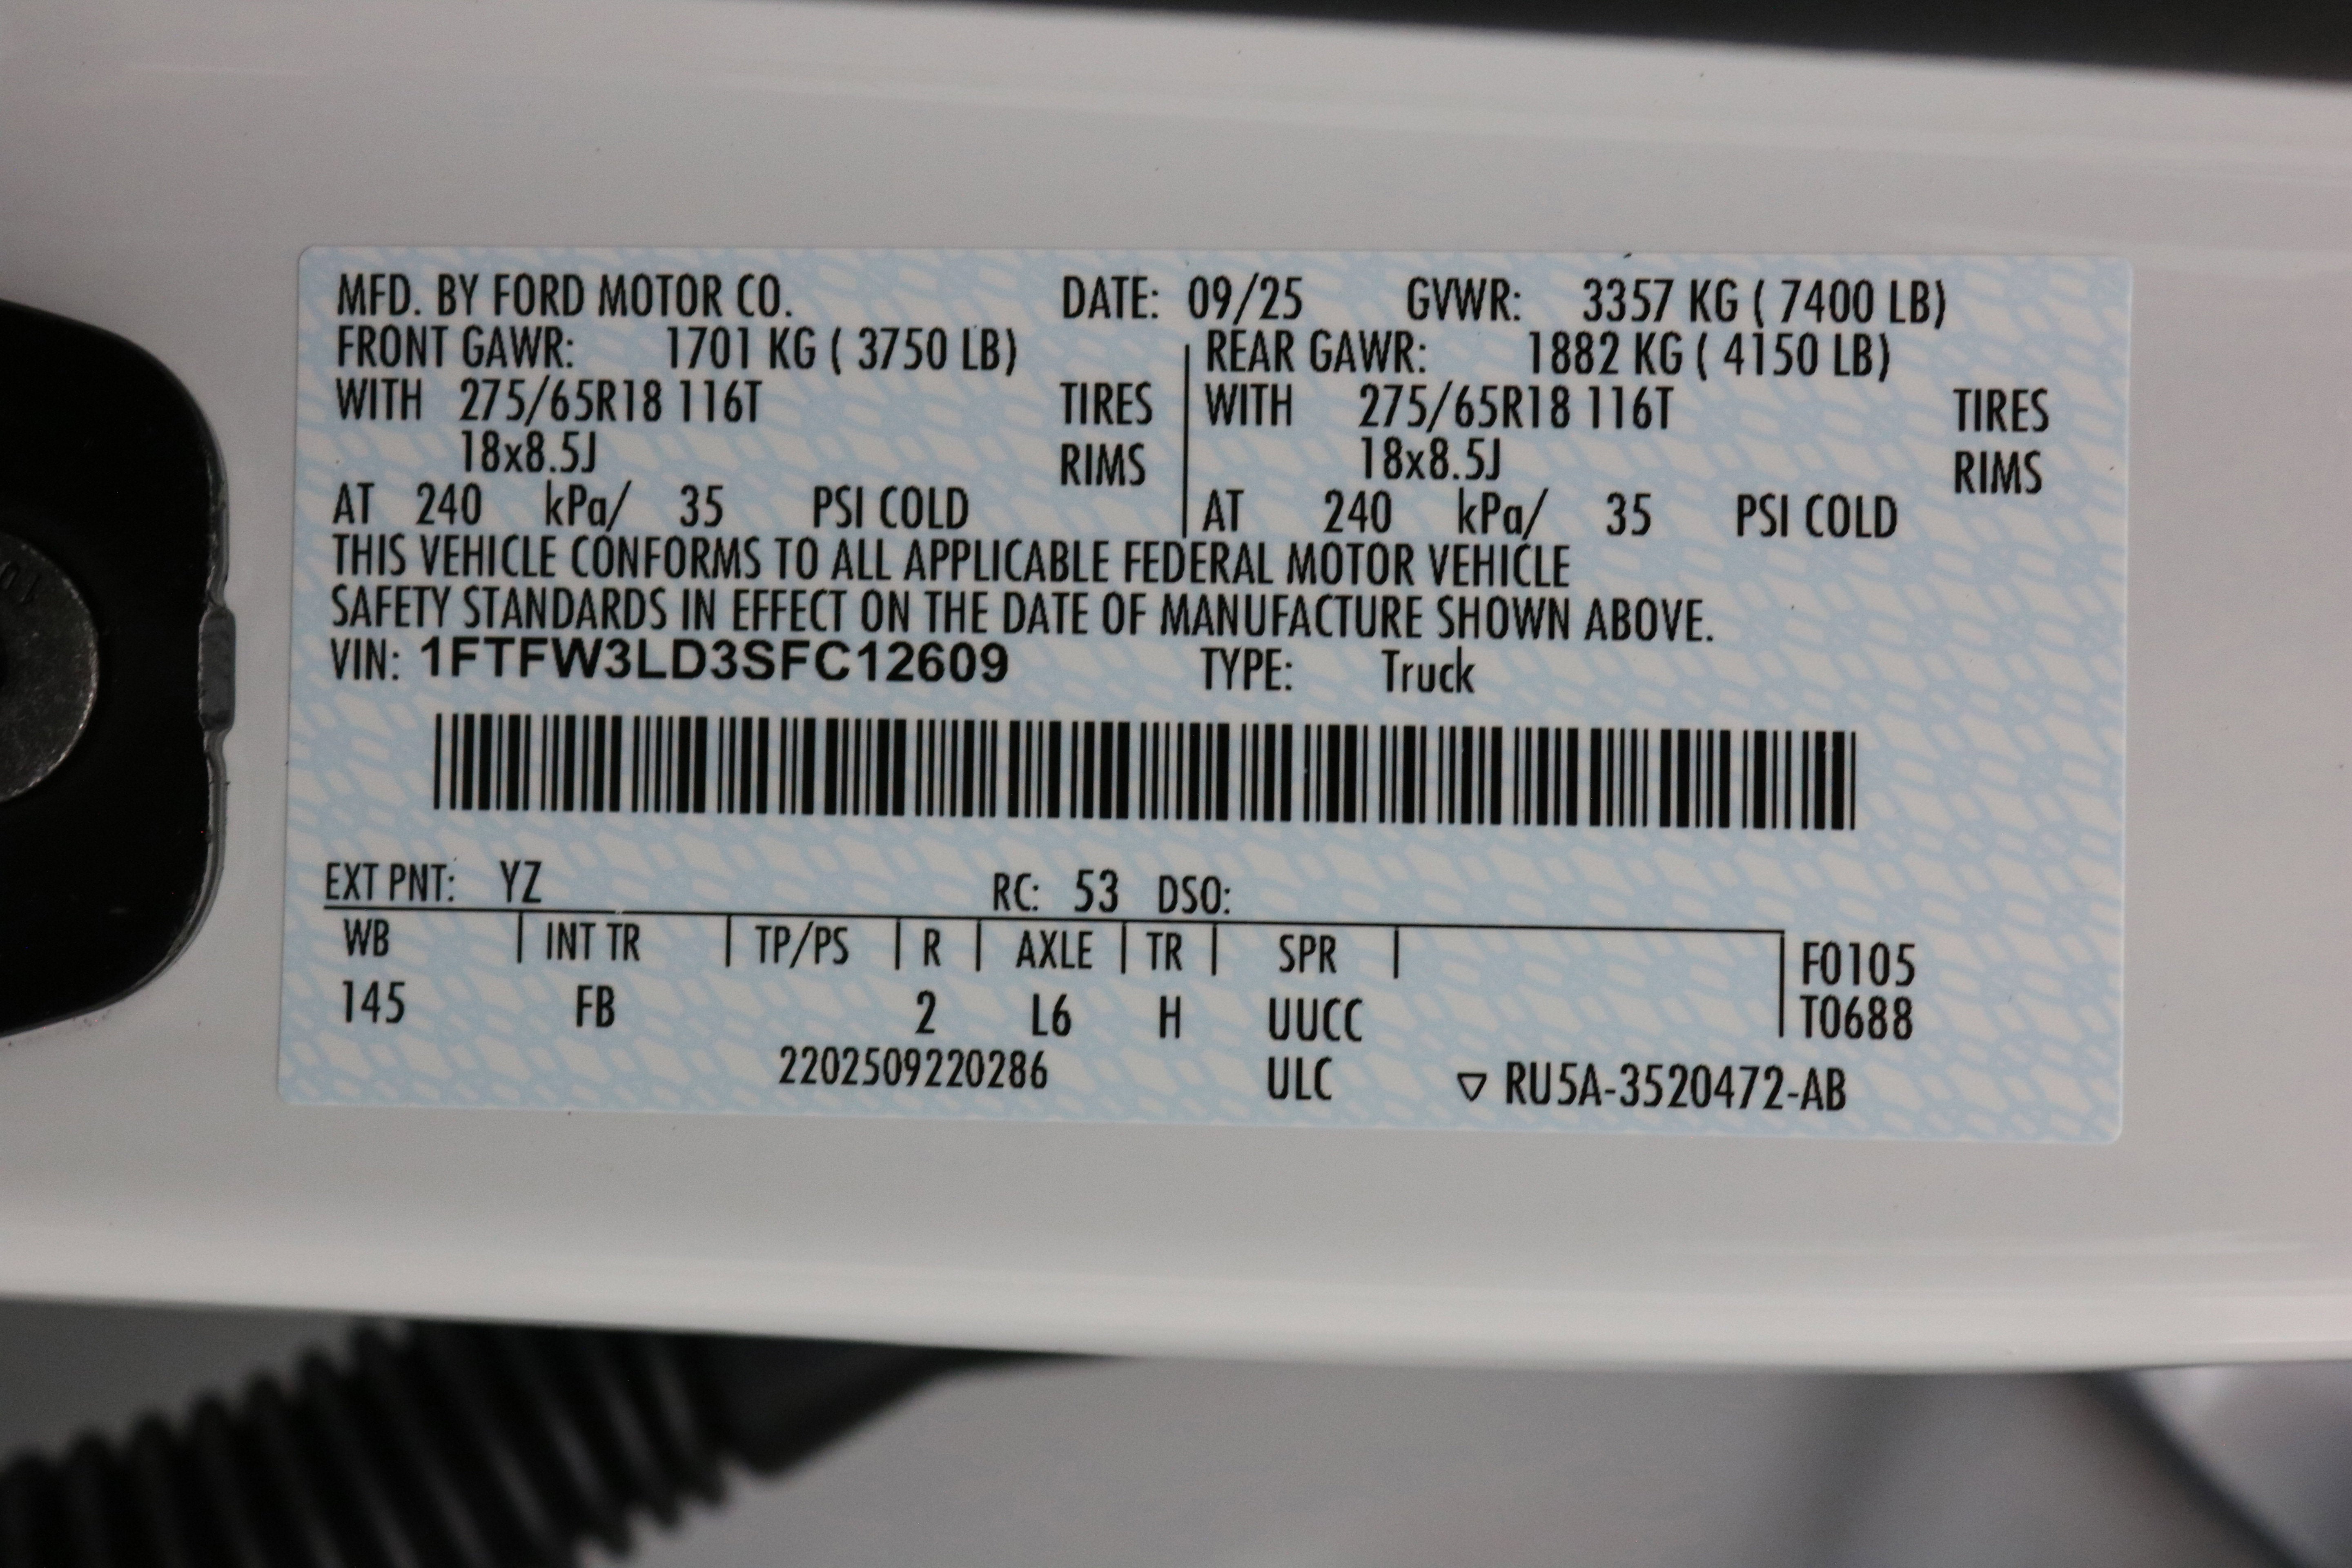 MFD. BY FORD MOTOR CO. DATE: 09/25 GVWR: 3357 KG ( 7400 LB)
FRONT GAWR: 1701 KG ( 3750 LB) REAR GAWR: 1882 KG ( 4150 LB)
WITH 275/65R18 116T TIRES WITH 275/65R18 116T TIRES
18x8.5J RIMS 18x8.5J RIMS
AT 240 kPa/ 35 PSI COLD AT 240 kPa/ 35 PSI COLD
THIS VEHICLE CONFORMS TO ALL APPLICABLE FEDERAL MOTOR VEHICLE
SAFETY STANDARDS IN EFFECT ON THE DATE OF MANUFACTURE SHOWN ABOVE.
VIN: 1FTFW3LD3SFC12609 TYPE: Truck
EXT PNT: YZ RC: 53 DSO:
WB INT TR TP/PS R AXLE TR SPR F0105
145 FB 2 L6 H UUCC T0688
2202509220286 ULC ▽ RU5A-3520472-AB